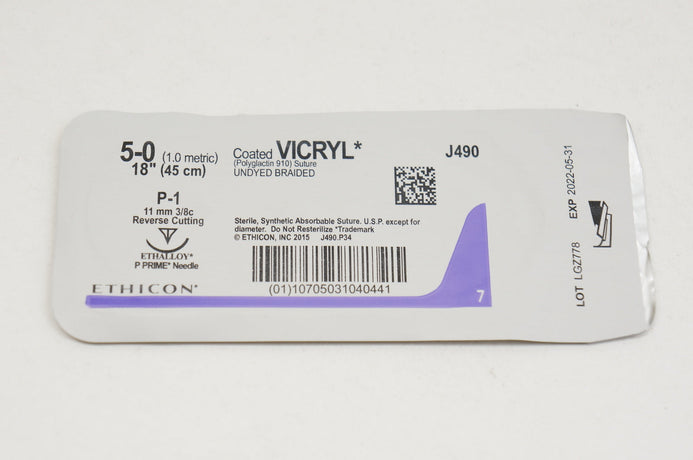 5-0 (1.0 metric)
18" (45 cm)
Coated VICRYL*
(Polyglactin 910) Suture
UNDYED BRAIDED
J490
P-1
11 mm 3/8c
Reverse Cutting
ETHALLOY*
P PRIME* Needle
Sterile, Synthetic Absorbable Suture. U.S.P. except for
diameter. Do Not Resterilize *Trademark
© ETHICON, INC 2015 J490.P34
(01)10705031040441
ETHICON*
7
LOT LGZ778 EXP 2022-05-31